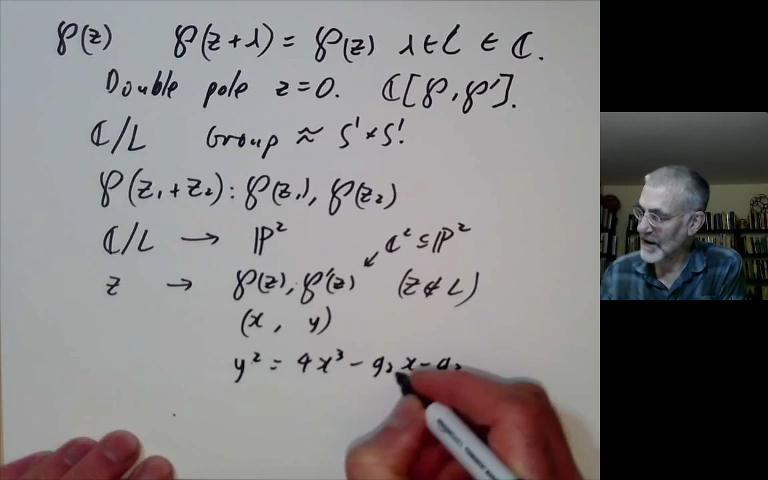 ℘(z) ℘(z+λ) = ℘(z) λ∈L ∈ ℂ.
Double pole z=0. ℂ[℘,℘'].
ℂ/L Group ≈ S¹×S¹.
℘(z₁+z₂): ℘(z₁), ℘(z₂)
ℂ/L → ℙ² ↙ ℂ² ⊆ ℙ²
z → ℘(z), ℘'(z) (z∉L)
(x, y)
y² = 4x³ − g₂x − g₃